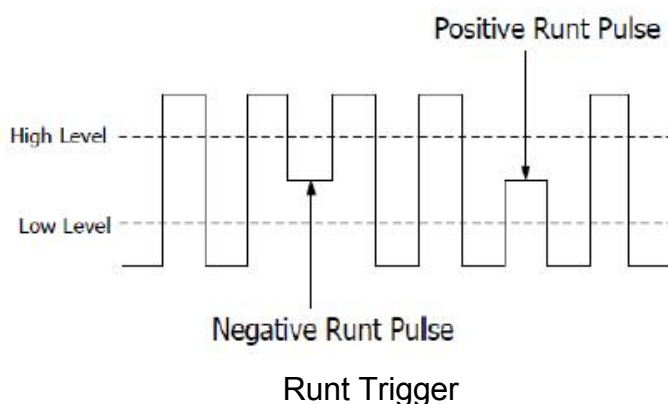 Positive Runt Pulse
High Level
Low Level
Negative Runt Pulse
Runt Trigger